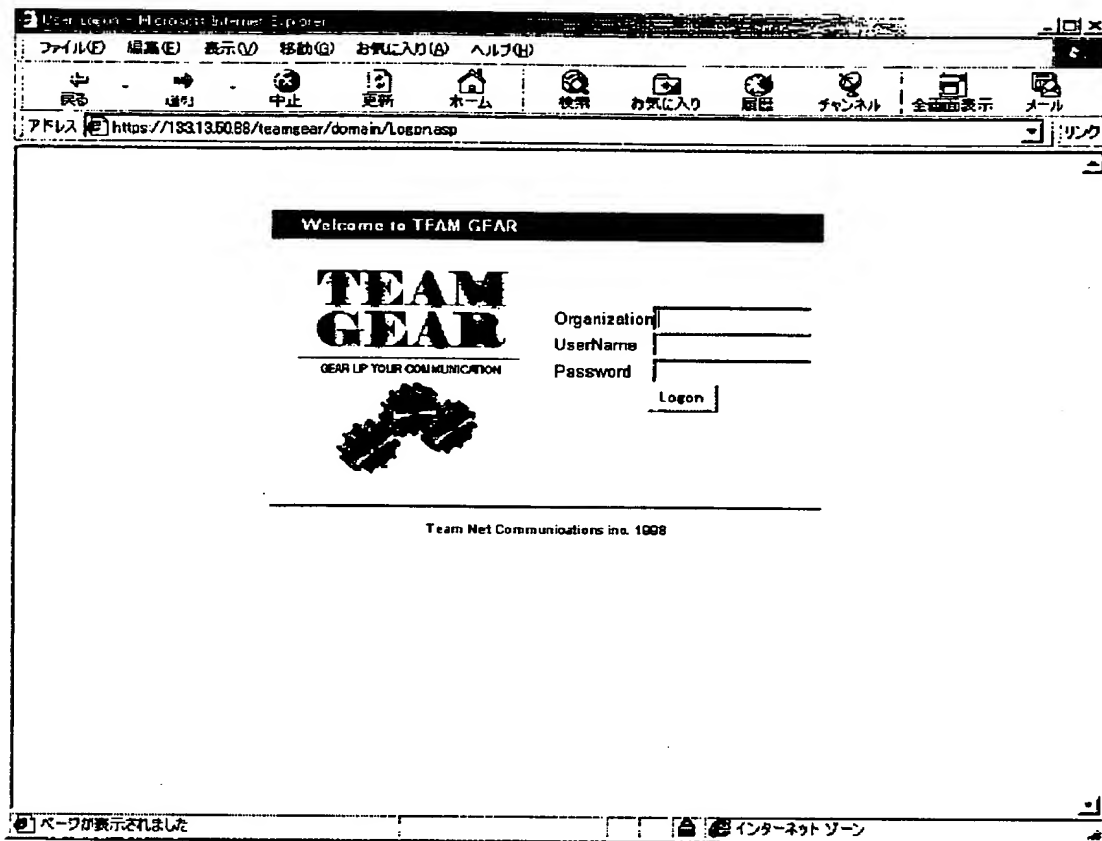 User Logon - Microsoft Internet Explorer
ファイル(F) 編集(E) 表示(V) 移動(G) お気に入り(A) ヘルプ(H)
戻る 進む 中止 更新 ホーム 検索 お気に入り 履歴 チャンネル 全画面表示 メール
アドレス https://133.13.50.88/teamgear/domain/Logon.asp リンク
Welcome to TEAM GEAR
TEAM
GEAR
GEAR UP YOUR COMMUNICATION
Organization
UserName
Password
Logon
Team Net Communications inc. 1998
ページが表示されました インターネット ゾーン